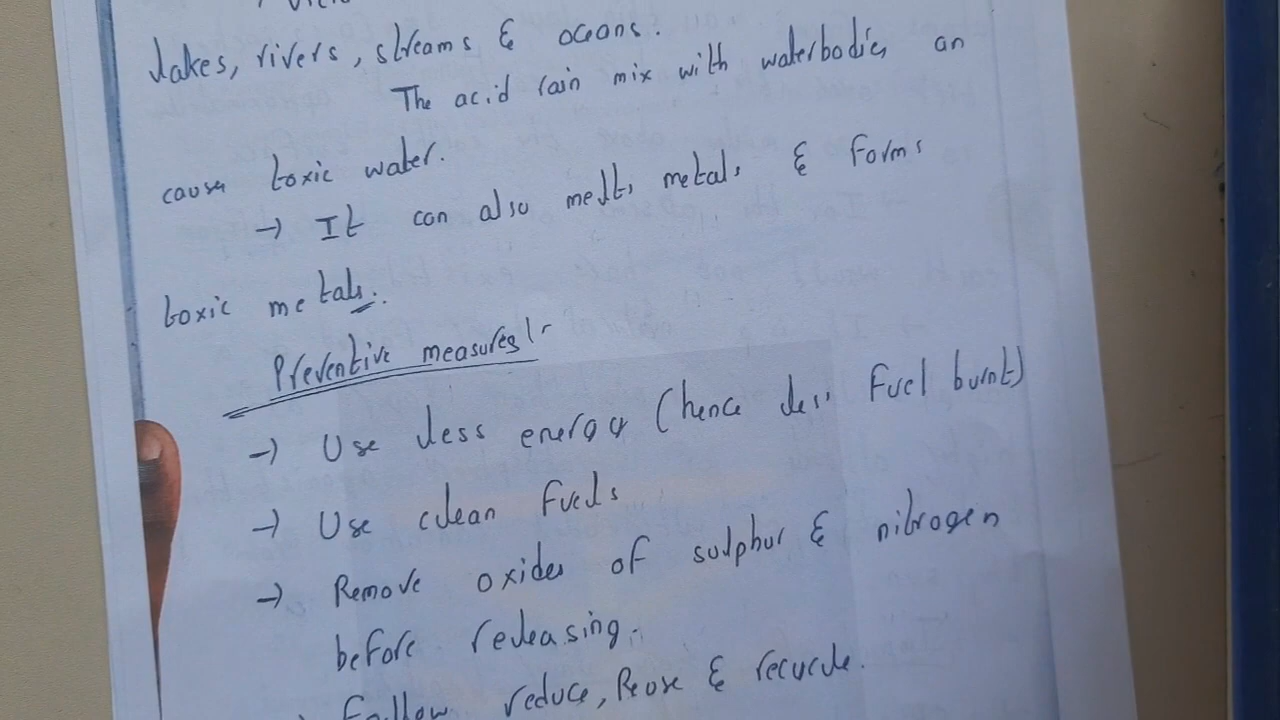 lakes, rivers, streams & oceans.
The acid rain mix with waterbodies an
cause toxic water.
→ It can also melts metals & forms
toxic metals.
Preventive measures :-
→ Use less energy (hence less fuel burnt)
→ Use clean fuels
→ Remove oxides of sulphur & nitrogen
before releasing.
→ Follow reduce, Reuse & recycle.